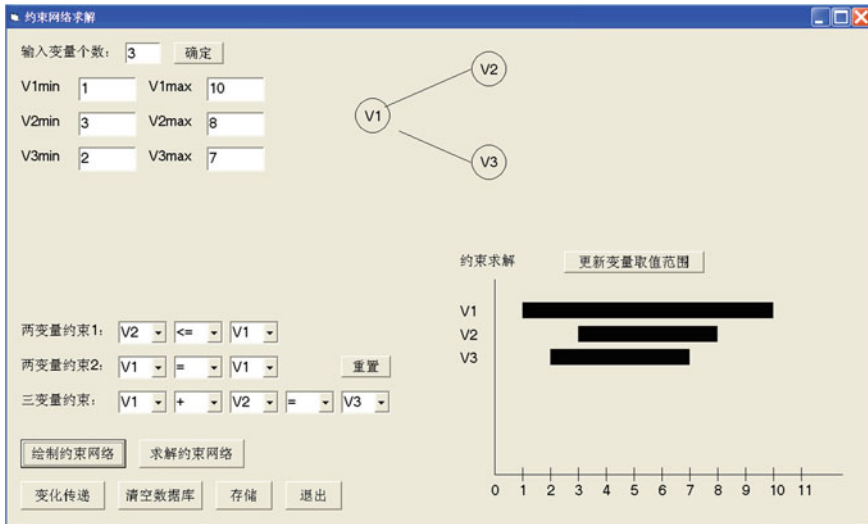 约束网络求解
输入变量个数： 3 确定
V1min 1 V1max 10
V2min 3 V2max 8
V3min 2 V3max 7
V2
V1
V3
约束求解 更新变量取值范围
V1
V2
V3
0 1 2 3 4 5 6 7 8 9 10 11
两变量约束1： V2 <= V1
两变量约束2： V1 = V1 重置
三变量约束： V1 + V2 = V3
绘制约束网络 求解约束网络
变化传递 清空数据库 存储 退出